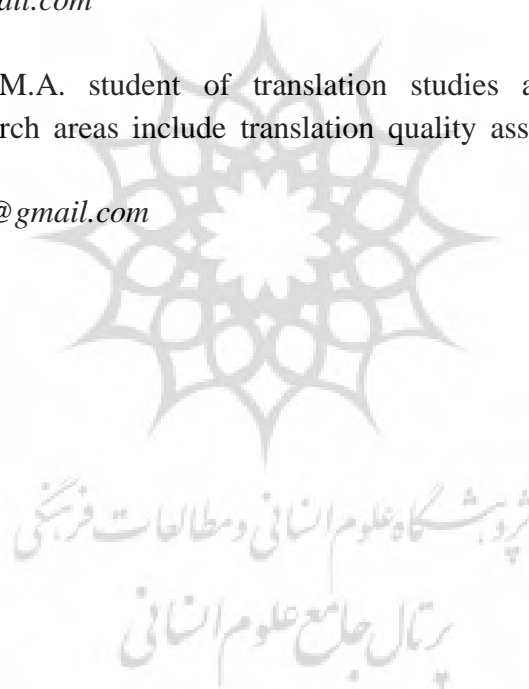 ail.com
M.A. student of translation studies a
rch areas include translation quality ass
@gmail.com
پژوهشگاه علوم انسانی و مطالعات فرهنگی
پرتال جامع علوم انسانی